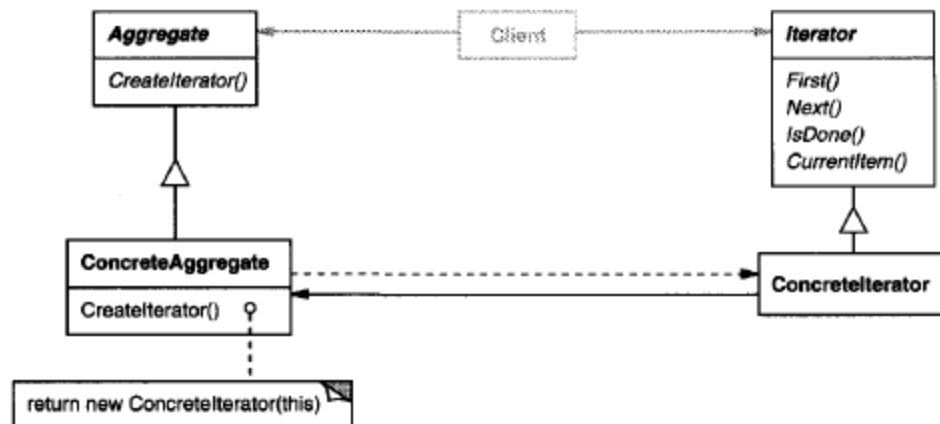 Aggregate
CreateIterator()
Client
Iterator
First()
Next()
IsDone()
CurrentItem()
ConcreteAggregate
CreateIterator()
ConcreteIterator
return new ConcreteIterator(this)